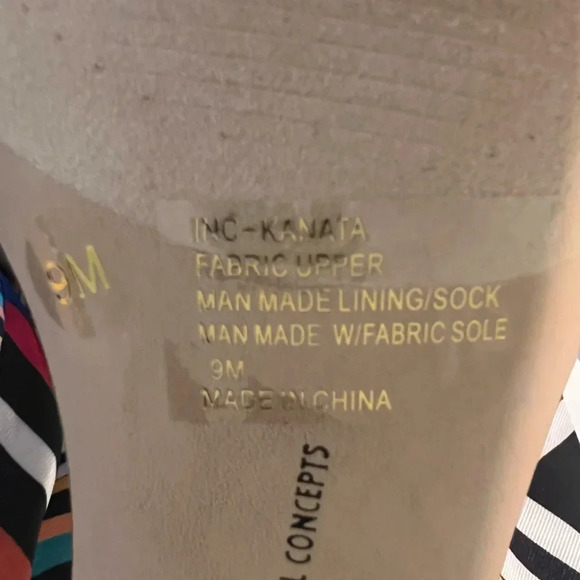 9M
INC-KANATA
FABRIC UPPER
MAN MADE LINING/SOCK
MAN MADE W/FABRIC SOLE
9M
MADE IN CHINA
CONCEPTS